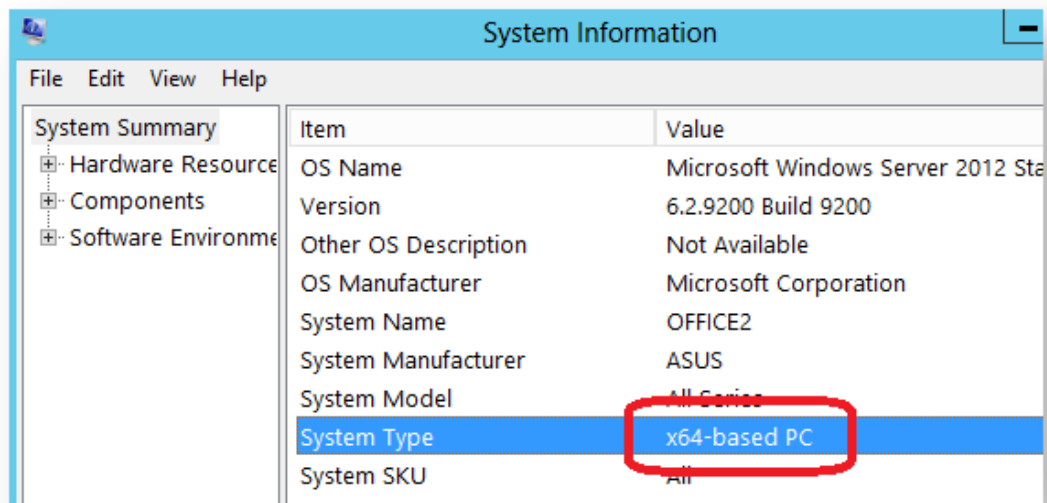 System Information
File Edit View Help
System Summary
Hardware Resource
Components
Software Environme
Item Value
OS Name Microsoft Windows Server 2012 Sta
Version 6.2.9200 Build 9200
Other OS Description Not Available
OS Manufacturer Microsoft Corporation
System Name OFFICE2
System Manufacturer ASUS
System Model All Series
System Type x64-based PC
System SKU All